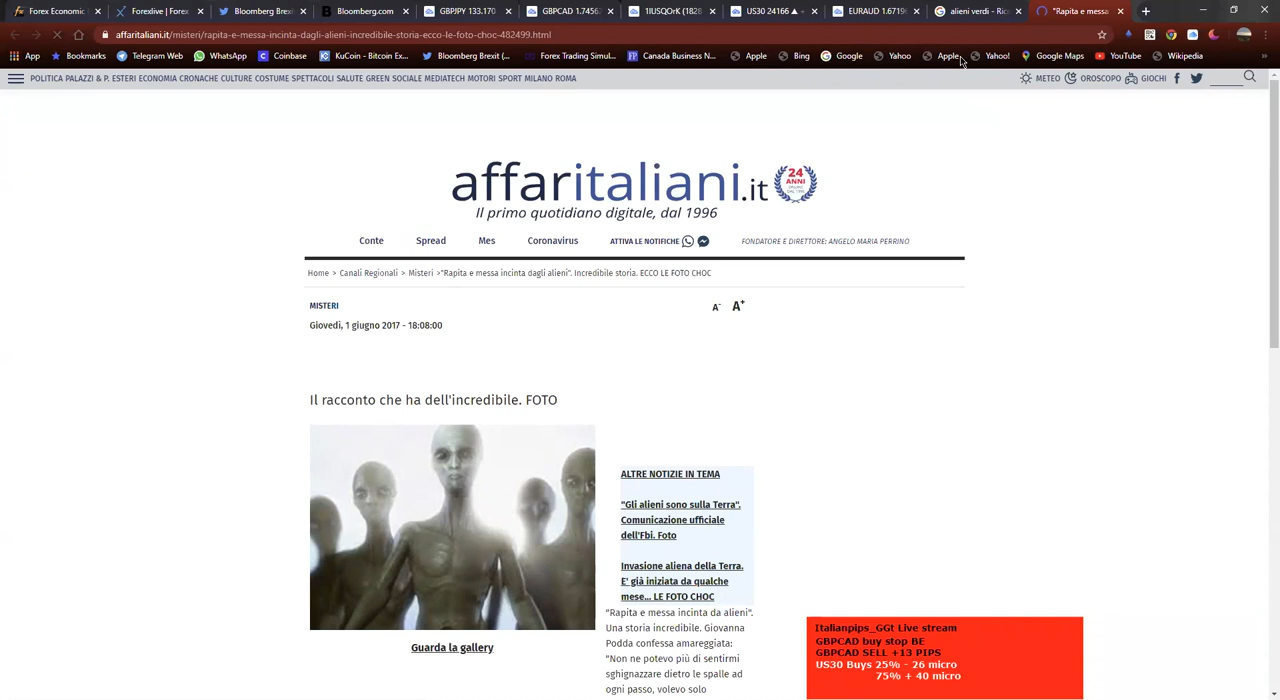 Forex Economic
Forexlive | Forex
Bloomberg Brexi
Bloomberg.com
GBPJPY 133.170
GBPCAD 1.7456
1IUSQOrK (1828
US30 24166 ▲
EURAUD 1.6719
alieni verdi - Ric
"Rapita e messa
affaritaliani.it/misteri/rapita-e-messa-incinta-dagli-alieni-incredibile-storia-ecco-le-foto-choc-482499.html
App
Bookmarks
Telegram Web
WhatsApp
Coinbase
KuCoin - Bitcoin Ex...
Bloomberg Brexit (...
Forex Trading Simul...
Canada Business N...
Apple
Bing
Google
Yahoo
Apple
Yahoo!
Google Maps
YouTube
Wikipedia
POLITICA PALAZZI & P. ESTERI ECONOMIA CRONACHE CULTURE COSTUME SPETTACOLI SALUTE GREEN SOCIALE MEDIATECH MOTORI SPORT MILANO ROMA
METEO OROSCOPO GIOCHI
affaritaliani.it
24 ANNI
Il primo quotidiano digitale, dal 1996
Conte Spread Mes Coronavirus ATTIVA LE NOTIFICHE FONDATORE E DIRETTORE: ANGELO MARIA PERRINO
Home > Canali Regionali > Misteri >"Rapita e messa incinta dagli alieni". Incredibile storia. ECCO LE FOTO CHOC
MISTERI
A- A+
Giovedì, 1 giugno 2017 - 18:08:00
Il racconto che ha dell'incredibile. FOTO
Guarda la gallery
ALTRE NOTIZIE IN TEMA
"Gli alieni sono sulla Terra".
Comunicazione ufficiale
dell'Fbi. Foto
Invasione aliena della Terra.
E' già iniziata da qualche
mese... LE FOTO CHOC
"Rapita e messa incinta da alieni".
Una storia incredibile. Giovanna
Podda confessa amareggiata:
"Non ne potevo più di sentirmi
sghignazzare dietro le spalle ad
ogni passo, volevo solo
Italianpips_GGt Live stream
GBPCAD buy stop BE
GBPCAD SELL +13 PIPS
US30 Buys 25% - 26 micro
75% + 40 micro